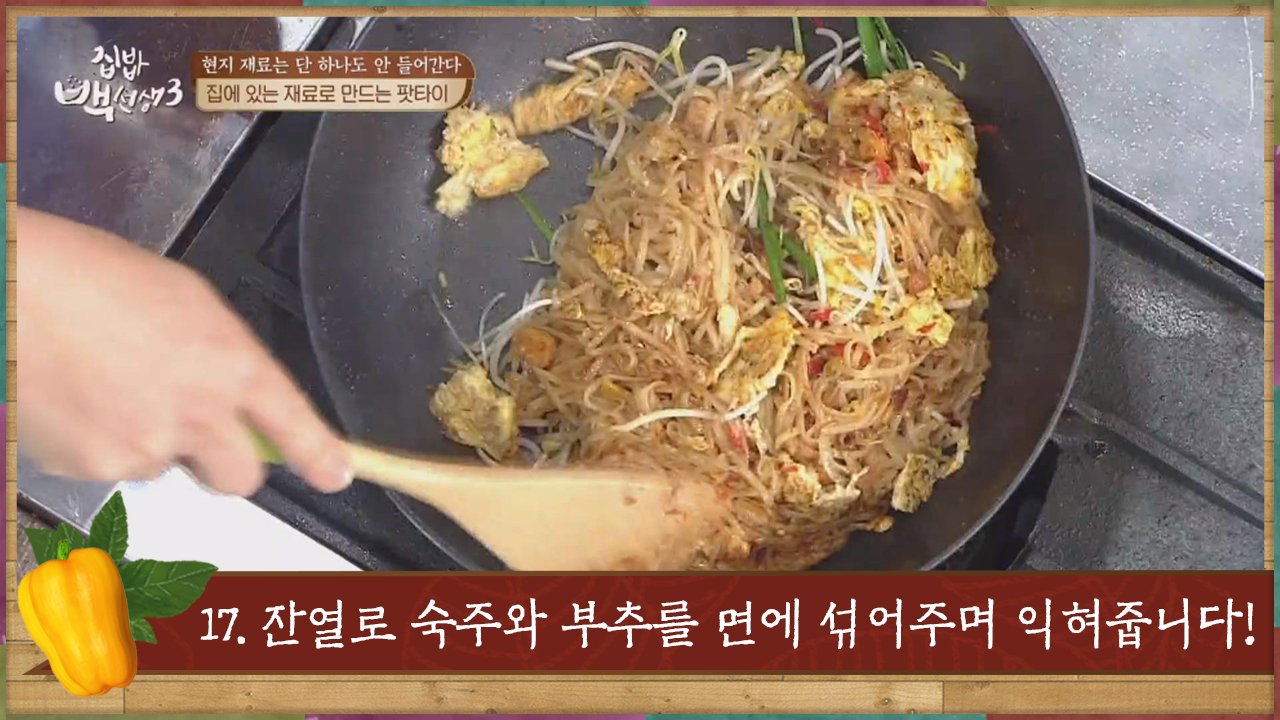 집밥
백선생3
현지 재료는 단 하나도 안 들어간다
집에 있는 재료로 만드는 팟타이
17. 잔열로 숙주와 부추를 면에 섞어주며 익혀줍니다!